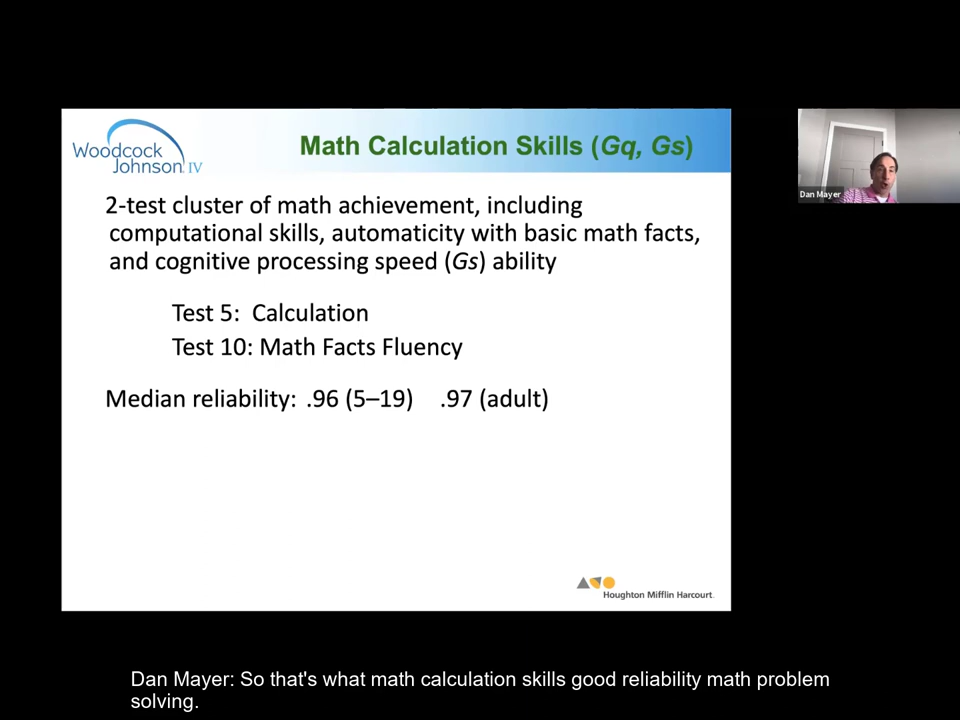 Woodcock
Johnson IV
Math Calculation Skills (Gq, Gs)
Dan Mayer
2-test cluster of math achievement, including
computational skills, automaticity with basic math facts,
and cognitive processing speed (Gs) ability
Test 5: Calculation
Test 10: Math Facts Fluency
Median reliability: .96 (5–19) .97 (adult)
Houghton Mifflin Harcourt
Dan Mayer: So that's what math calculation skills good reliability math problem
solving.